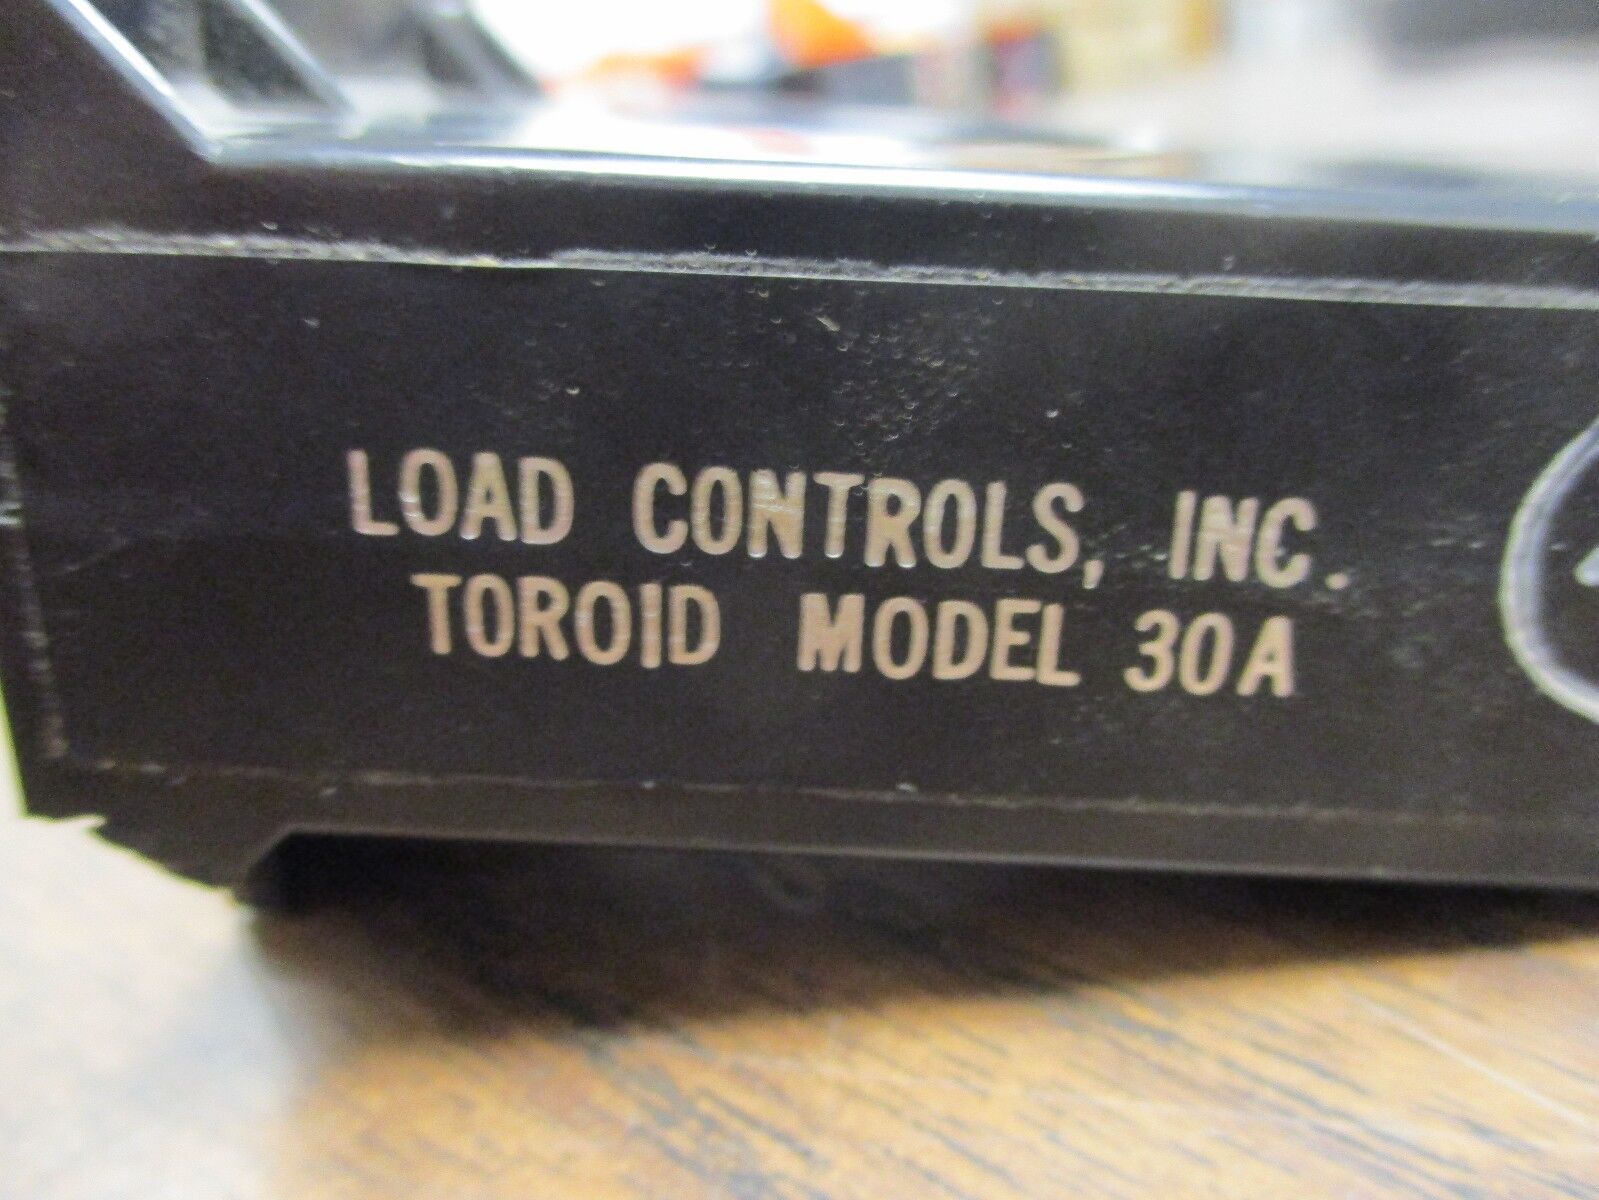 LOAD CONTROLS, INC.
TOROID MODEL 30A